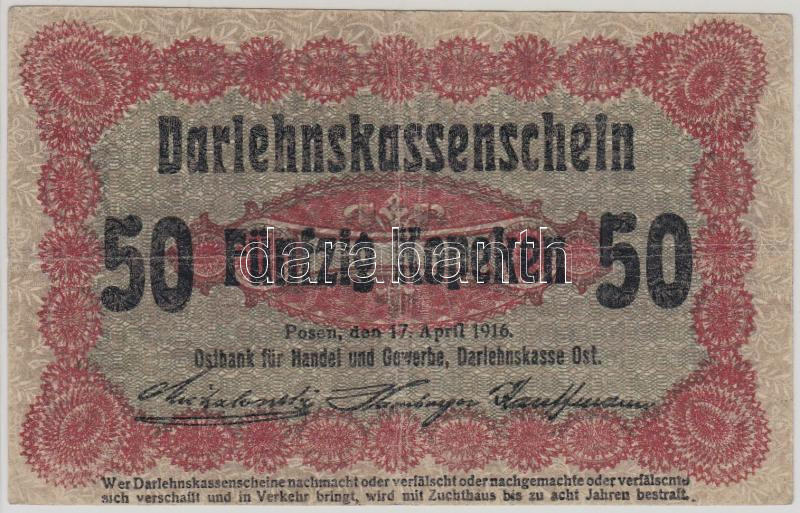 Darlehnskassenschein
50 Fünfzig Kopeken 50
darabanth
Posen, den 17. April 1916.
Ostbank für Handel und Gewerbe, Darlehnskasse Ost.
Wer Darlehnskassenscheine nachmacht oder verfälscht oder nachgemachte oder verfälschte
sich verschafft und in Verkehr bringt, wird mit Zuchthaus bis zu acht Jahren bestraft.